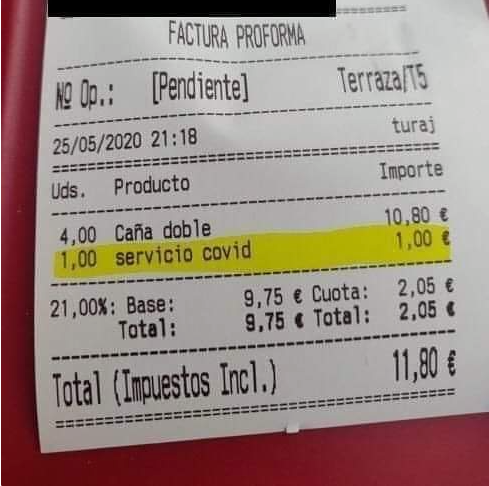 FACTURA PROFORMA
Nº Op.: [Pendiente] Terraza/T5
25/05/2020 21:18 turaj
Uds. Producto Importe
4,00 Caña doble 10,80 €
1,00 servicio covid 1,00 €
21,00%: Base: 9,75 € Cuota: 2,05 €
Total: 9,75 € Total: 2,05 €
Total (Impuestos Incl.) 11,80 €